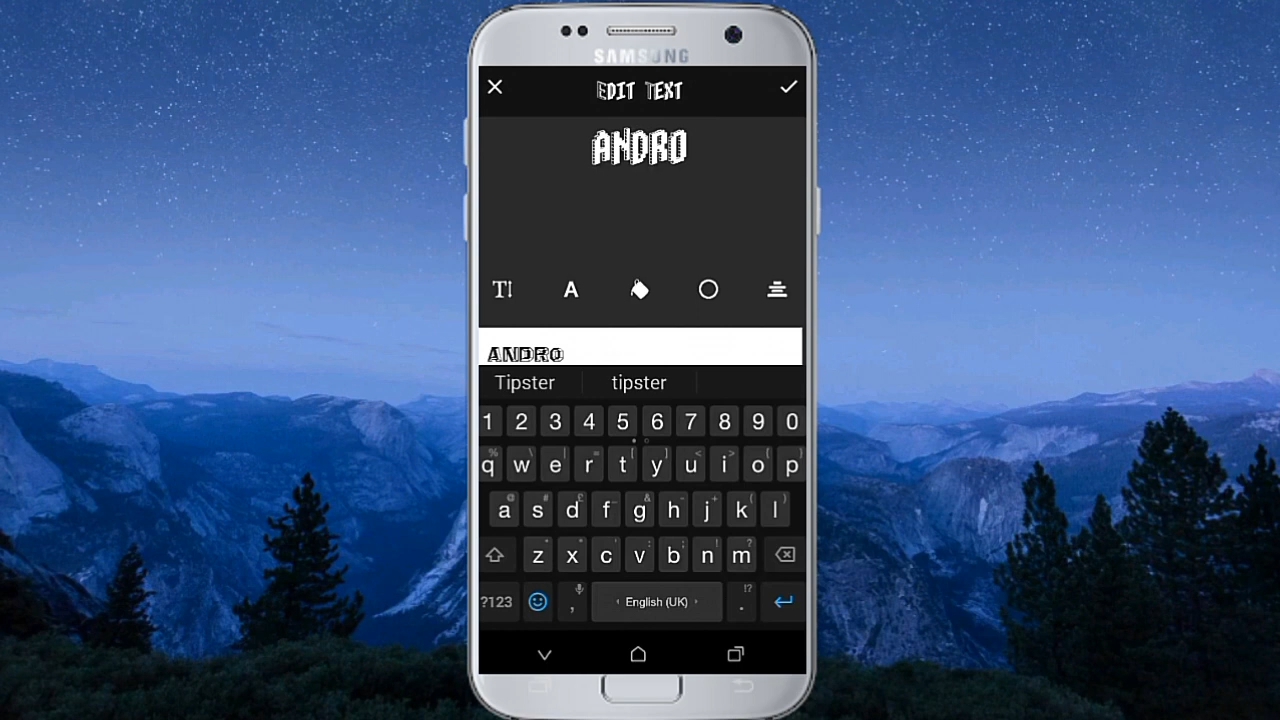 SAMSUNG
EDIT TEXT
ANDRO
T A
ANDRO
Tipster tipster
1 2 3 4 5 6 7 8 9 0
q w e r t y u i o p
a s d f g h j k l
z x c v b n m
?123 , English (UK) .